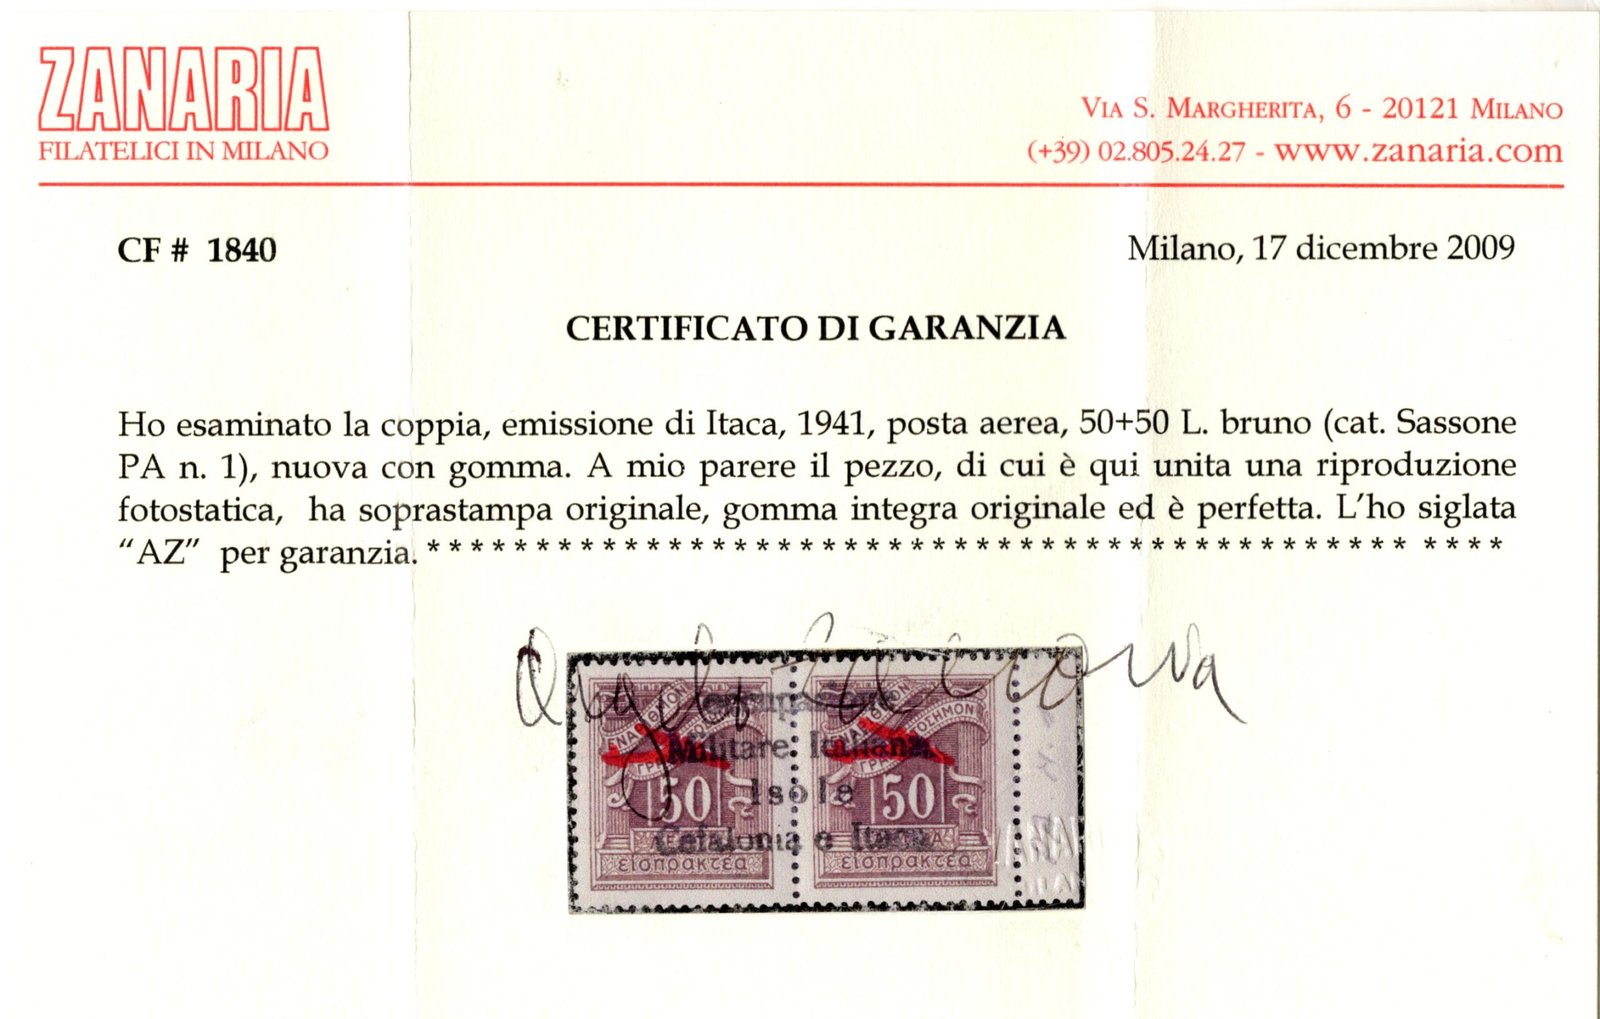 ZANARIA
FILATELICI IN MILANO
VIA S. MARGHERITA, 6 - 20121 MILANO
(+39) 02.805.24.27 - www.zanaria.com
CF # 1840
Milano, 17 dicembre 2009
CERTIFICATO DI GARANZIA
Ho esaminato la coppia, emissione di Itaca, 1941, posta aerea, 50+50 L. bruno (cat. Sassone
PA n. 1), nuova con gomma. A mio parere il pezzo, di cui è qui unita una riproduzione
fotostatica, ha soprastampa originale, gomma integra originale ed è perfetta. L'ho siglata
"AZ" per garanzia. * * * * * * * * * * * * * * * * * * * * * * * * * * * * * * * * * * * * * * * * * * * * * * *
occupazione
Militare Italiana
Isole
Cefalonia e Itaca
50 50
εἰσπρακτέα εἰσπρακτέα